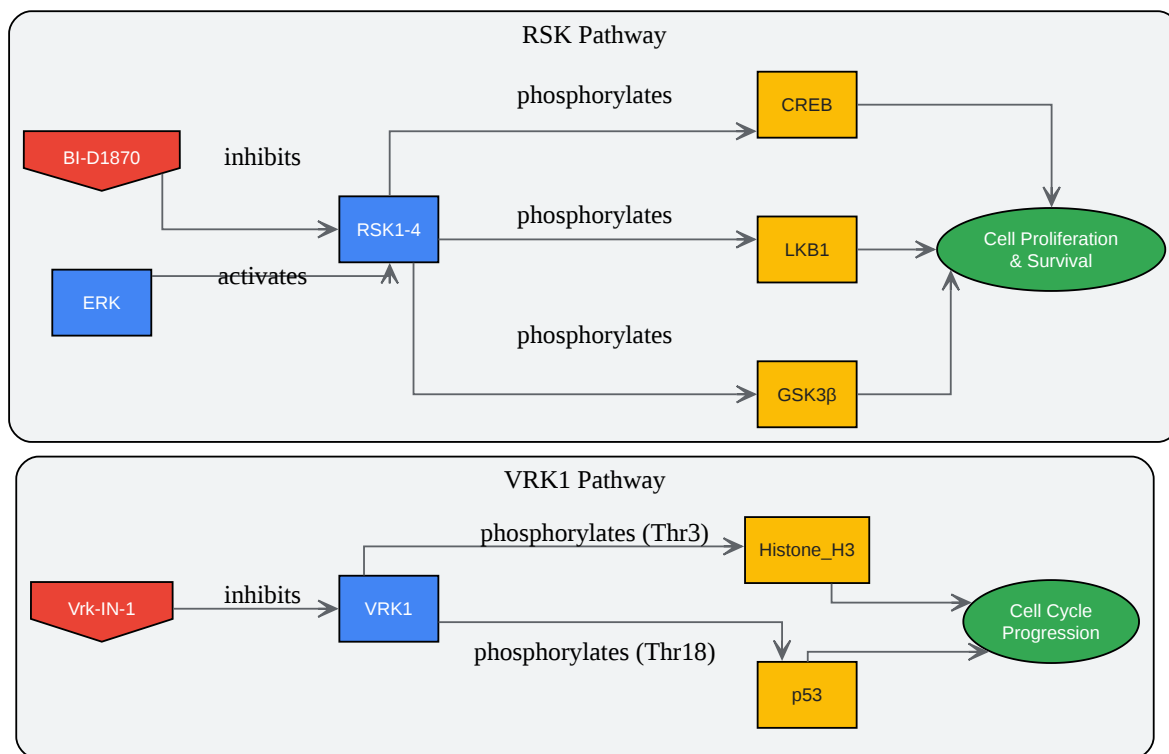 RSK Pathway
phosphorylates
CREB
BI-D1870
inhibits
RSK1-4
phosphorylates
LKB1
Cell Proliferation
& Survival
activates
ERK
phosphorylates
GSK3β
VRK1 Pathway
phosphorylates (Thr3)
Histone_H3
Vrk-IN-1
inhibits
VRK1
Cell Cycle
Progression
phosphorylates (Thr18)
p53